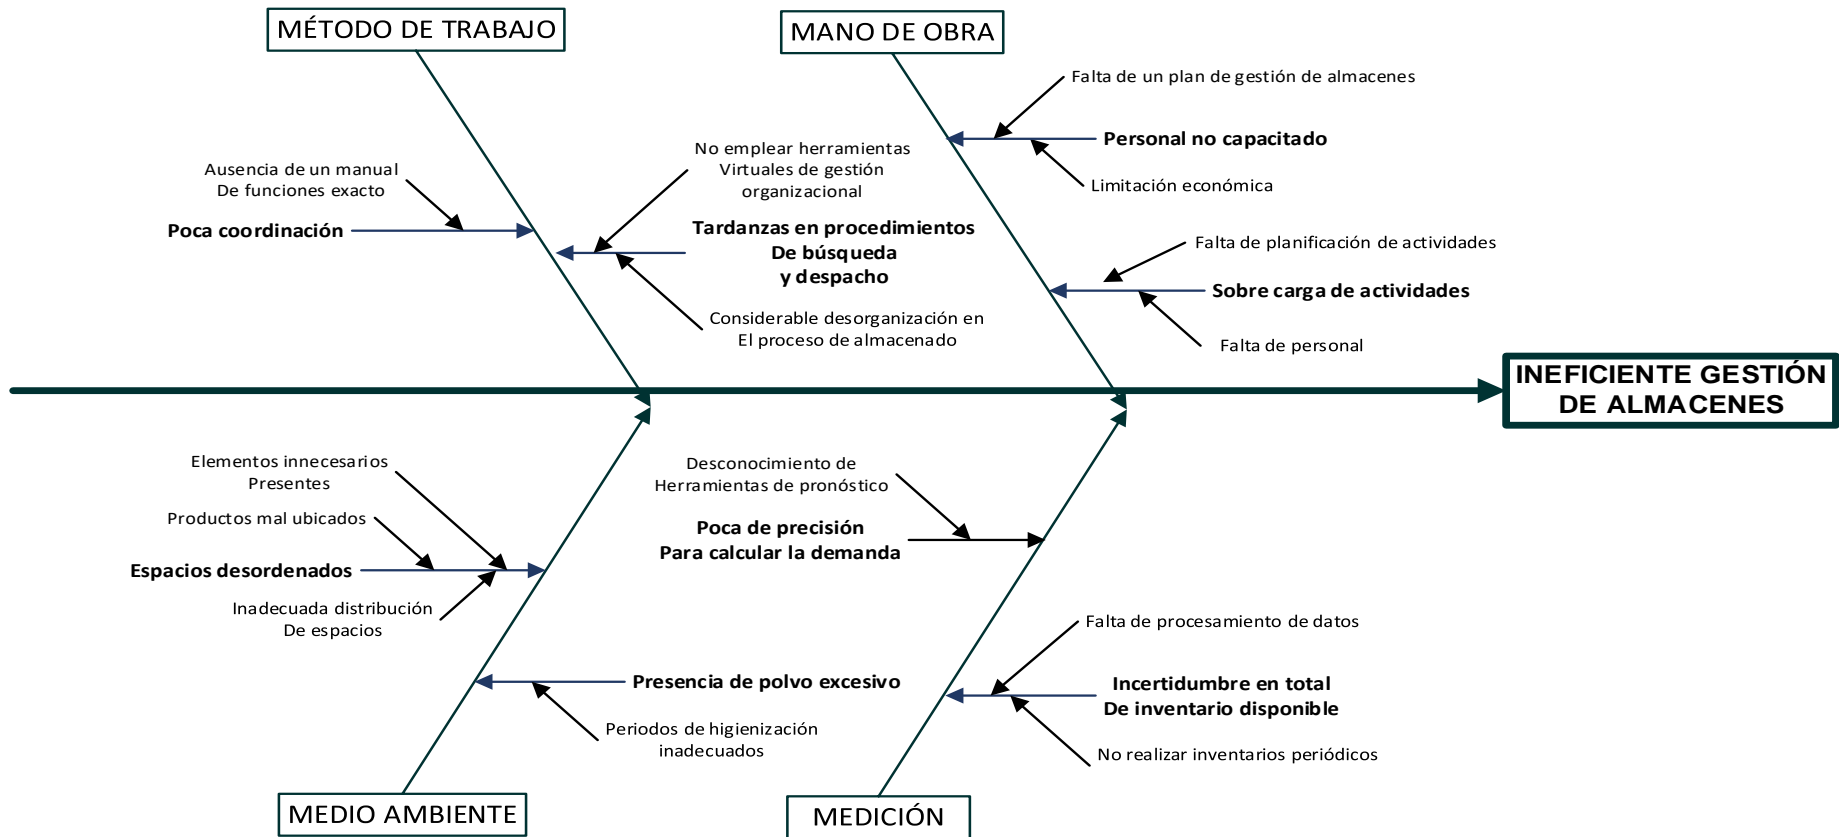 MÉTODO DE TRABAJO
MANO DE OBRA
Falta de un plan de gestión de almacenes
Personal no capacitado
Limitación económica
Ausencia de un manual
De funciones exacto
Poca coordinación
No emplear herramientas
Virtuales de gestión
organizacional
Tardanzas en procedimientos
De búsqueda
y despacho
Considerable desorganización en
El proceso de almacenado
Falta de planificación de actividades
Sobre carga de actividades
Falta de personal
INEFICIENTE GESTIÓN
DE ALMACENES
Elementos innecesarios
Presentes
Productos mal ubicados
Espacios desordenados
Inadecuada distribución
De espacios
Presencia de polvo excesivo
Periodos de higienización
inadecuados
Desconocimiento de
Herramientas de pronóstico
Poca de precisión
Para calcular la demanda
Falta de procesamiento de datos
Incertidumbre en total
De inventario disponible
No realizar inventarios periódicos
MEDIO AMBIENTE
MEDICIÓN